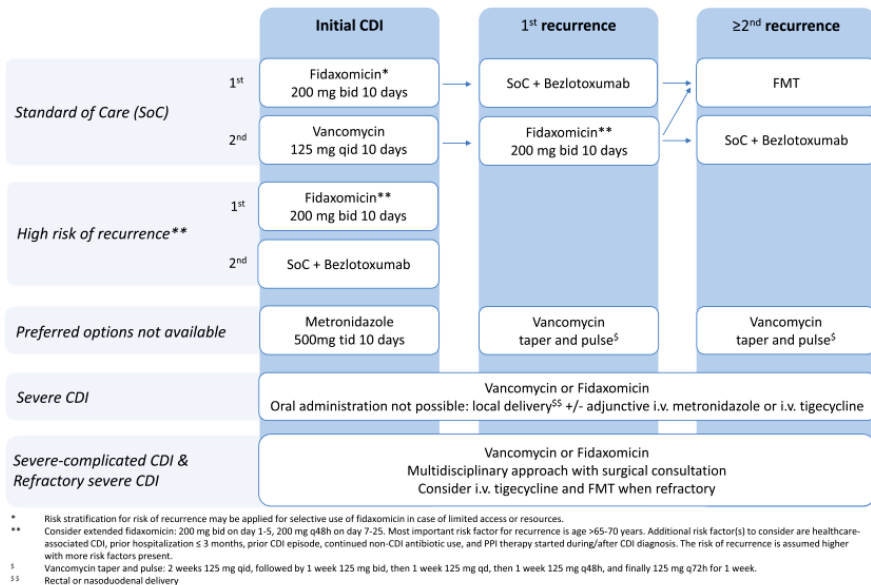 Initial CDI
1st recurrence
≥2nd recurrence
Standard of Care (SoC)
1st
Fidaxomicin*
200 mg bid 10 days
SoC + Bezlotoxumab
FMT
2nd
Vancomycin
125 mg qid 10 days
Fidaxomicin**
200 mg bid 10 days
SoC + Bezlotoxumab
High risk of recurrence**
1st
Fidaxomicin**
200 mg bid 10 days
2nd
SoC + Bezlotoxumab
Preferred options not available
Metronidazole
500mg tid 10 days
Vancomycin
taper and pulse$
Vancomycin
taper and pulse$
Severe CDI
Vancomycin or Fidaxomicin
Oral administration not possible: local delivery$$ +/- adjunctive i.v. metronidazole or i.v. tigecycline
Severe-complicated CDI &
Refractory severe CDI
Vancomycin or Fidaxomicin
Multidisciplinary approach with surgical consultation
Consider i.v. tigecycline and FMT when refractory
* Risk stratification for risk of recurrence may be applied for selective use of fidaxomicin in case of limited access or resources.
** Consider extended fidaxomicin: 200 mg bid on day 1-5, 200 mg q48h on day 7-25. Most important risk factor for recurrence is age >65-70 years. Additional risk factor(s) to consider are healthcare-
associated CDI, prior hospitalization ≤ 3 months, prior CDI episode, continued non-CDI antibiotic use, and PPI therapy started during/after CDI diagnosis. The risk of recurrence is assumed higher
with more risk factors present.
$ Vancomycin taper and pulse: 2 weeks 125 mg qid, followed by 1 week 125 mg bid, then 1 week 125 mg qd, then 1 week 125 mg q48h, and finally 125 mg q72h for 1 week.
$$ Rectal or nasoduodenal delivery